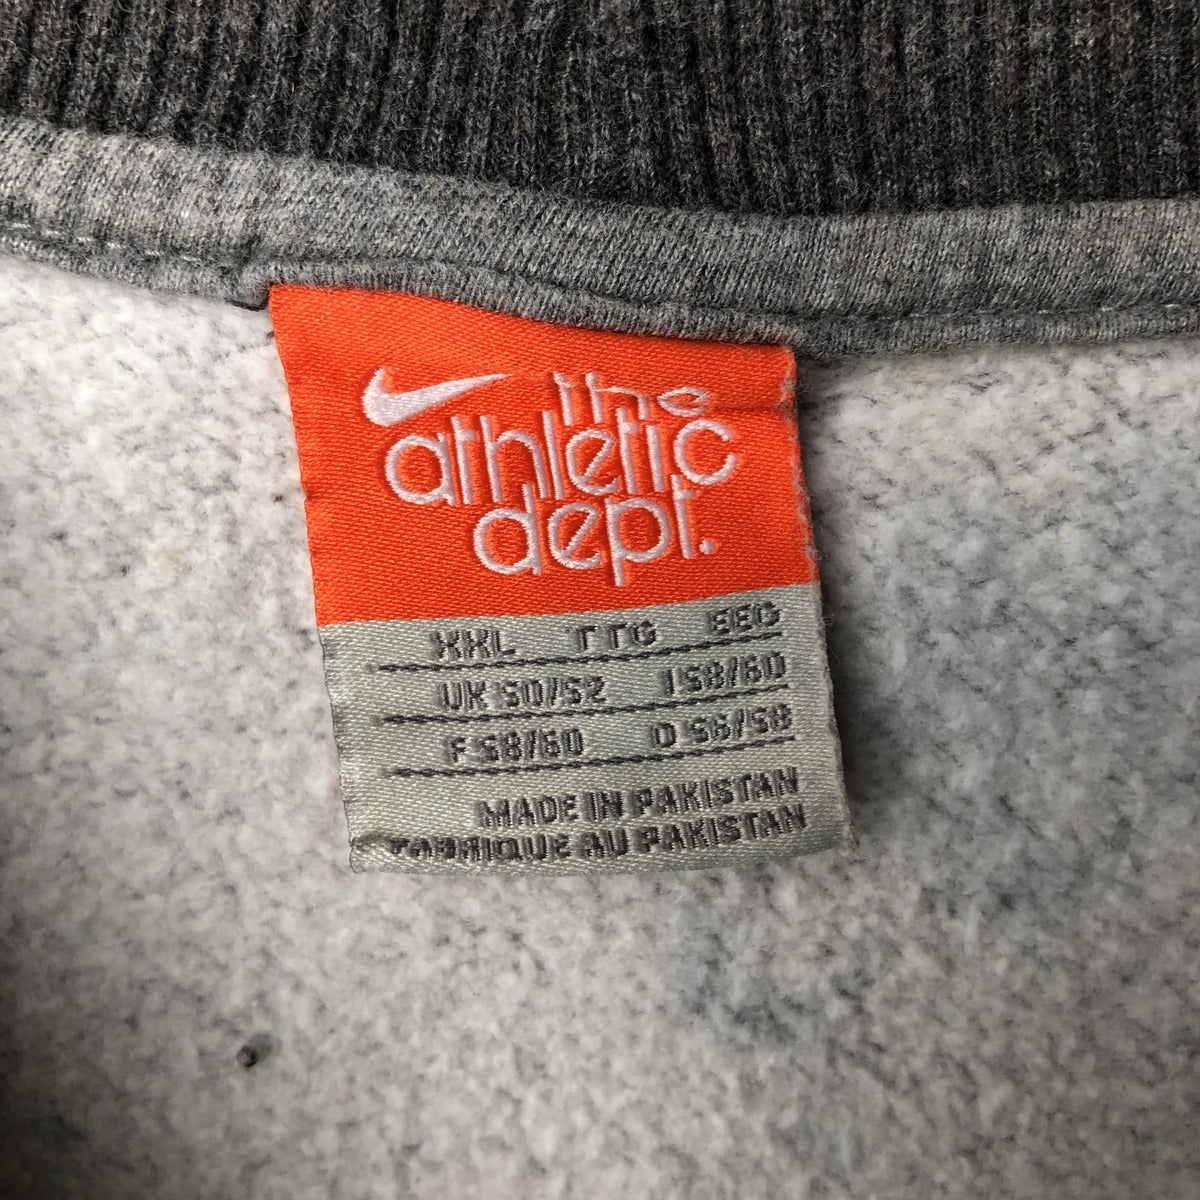 the
athletic
dept.
XXL TTG EEG
UK 50/52 I 58/60
F 58/60 D 56/58
MADE IN PAKISTAN
FABRIQUE AU PAKISTAN